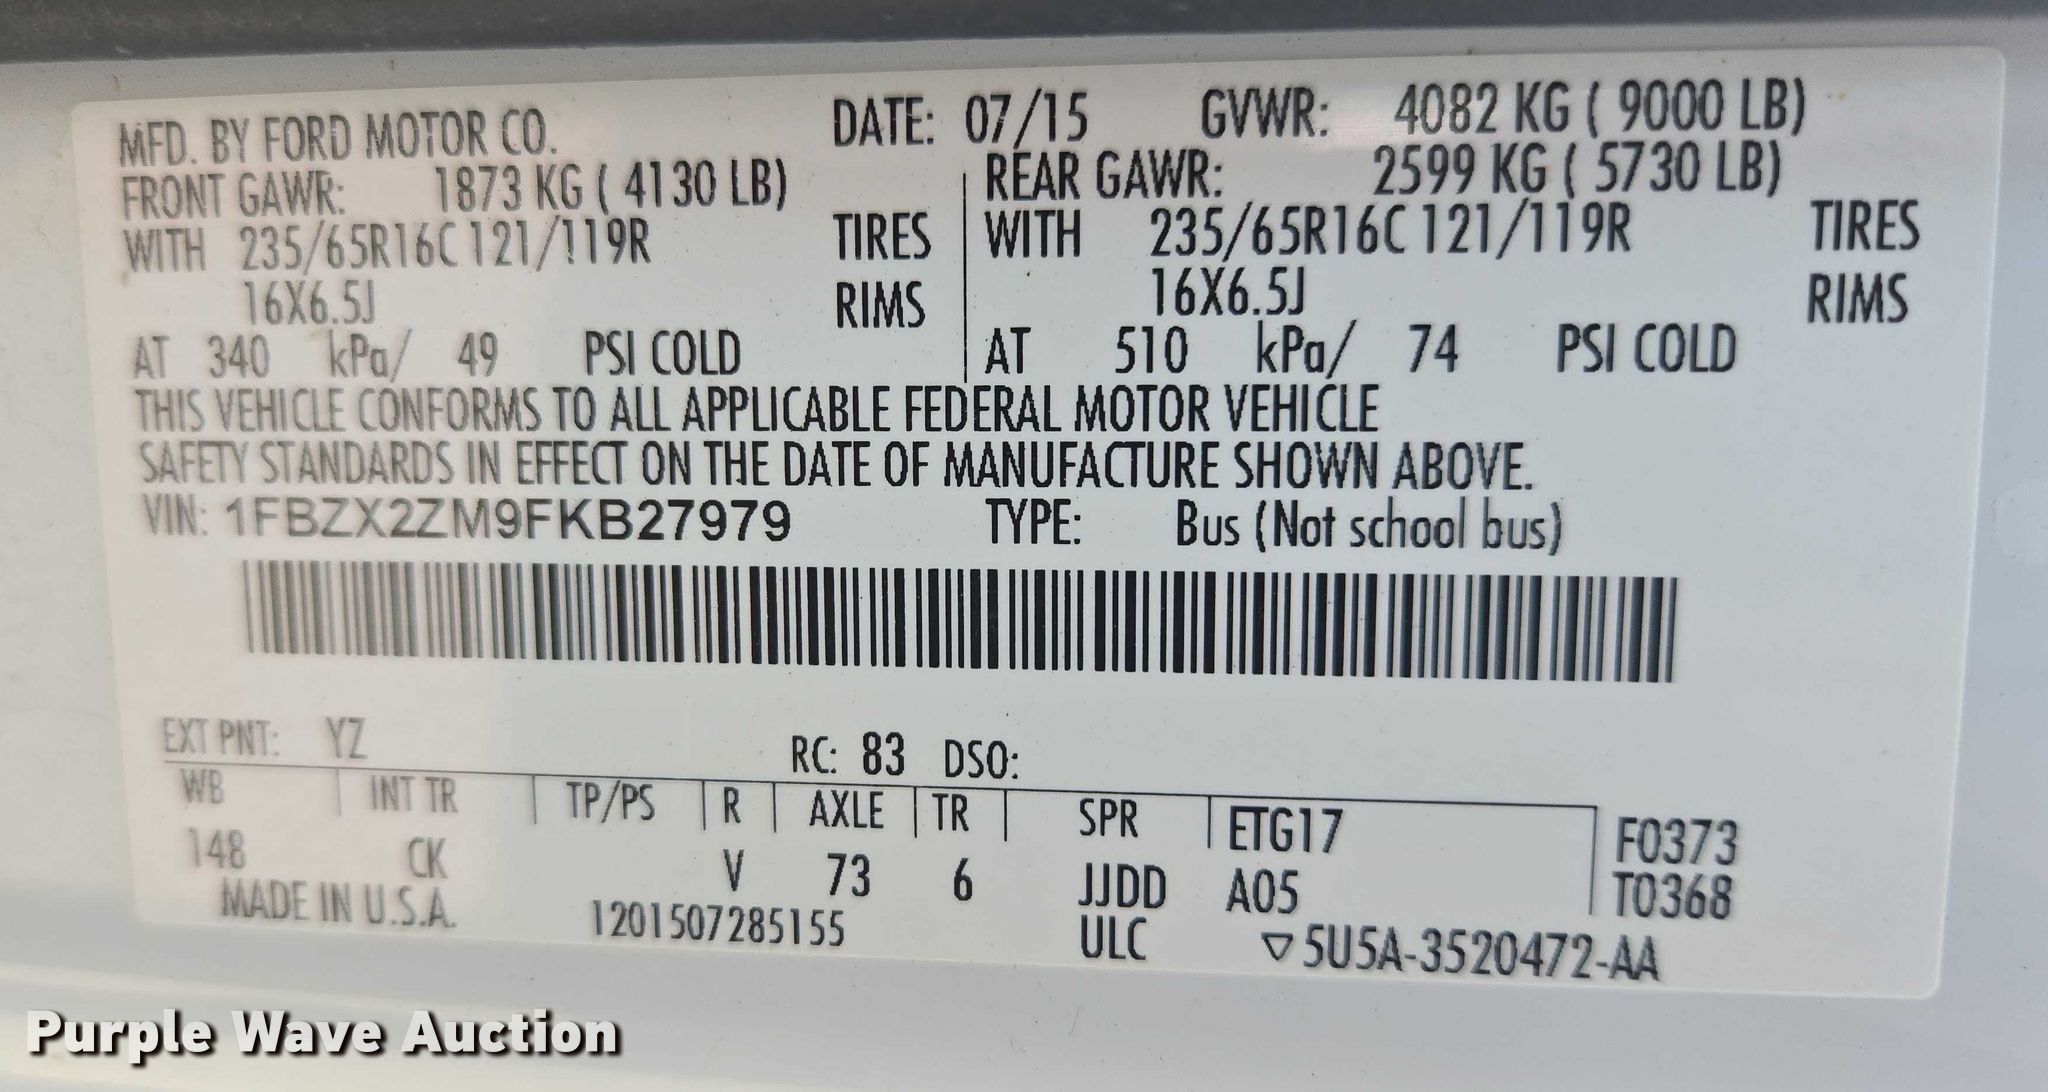 MFD. BY FORD MOTOR CO. DATE: 07/15 GVWR: 4082 KG ( 9000 LB)
FRONT GAWR: 1873 KG ( 4130 LB) REAR GAWR: 2599 KG ( 5730 LB)
WITH 235/65R16C 121/119R TIRES WITH 235/65R16C 121/119R TIRES
16X6.5J RIMS 16X6.5J RIMS
AT 340 kPa/ 49 PSI COLD AT 510 kPa/ 74 PSI COLD
THIS VEHICLE CONFORMS TO ALL APPLICABLE FEDERAL MOTOR VEHICLE
SAFETY STANDARDS IN EFFECT ON THE DATE OF MANUFACTURE SHOWN ABOVE.
VIN: 1FBZX2ZM9FKB27979 TYPE: Bus (Not school bus)
EXT PNT: YZ RC: 83 DSO:
WB INT TR TP/PS R AXLE TR SPR ETG17 F0373
148 CK V 73 6 JJDD A05 T0368
MADE IN U.S.A. 1201507285155 ULC ▽5U5A-3520472-AA
Purple Wave Auction